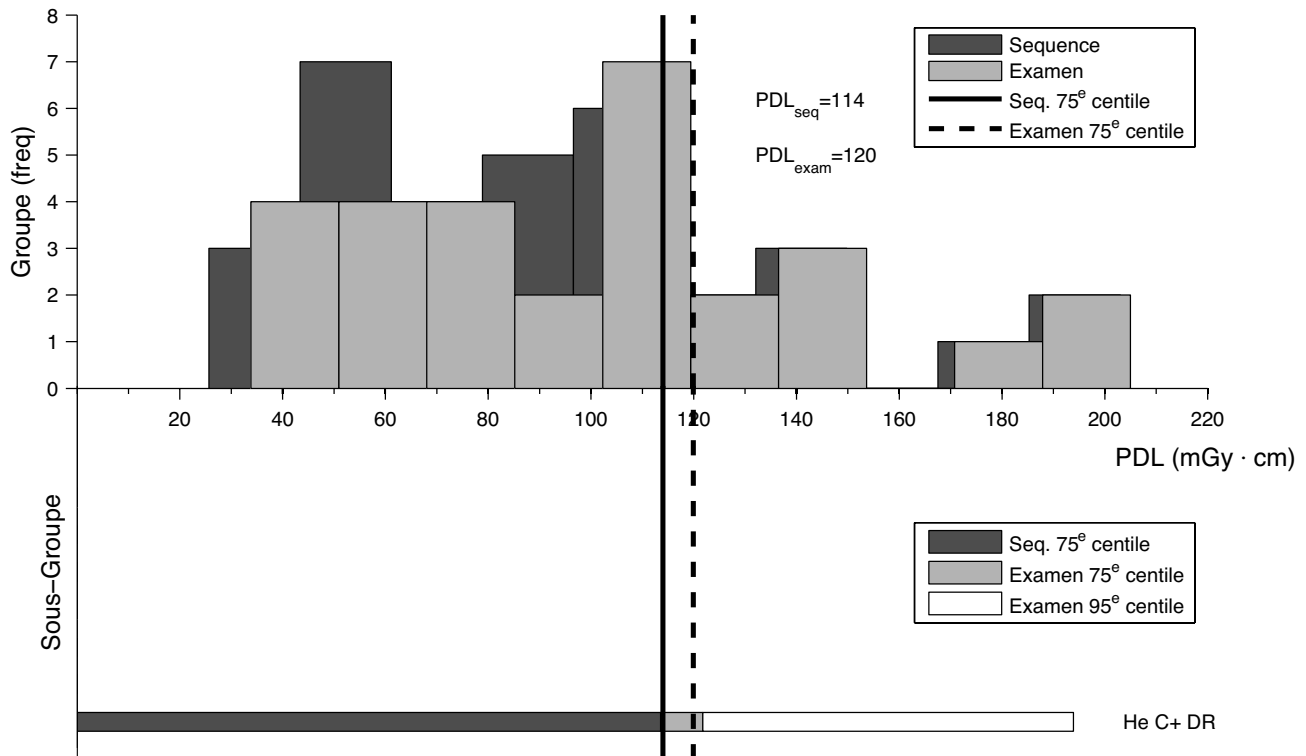 8
7
6
5
4
3
2
1
0
Groupe (freq)
Sequence
Examen
Seq. 75e centile
Examen 75e centile
PDLseq=114
PDLexam=120
20 40 60 80 100 120 140 160 180 200 220
PDL (mGy · cm)
Sous–Groupe
Seq. 75e centile
Examen 75e centile
Examen 95e centile
He C+ DR